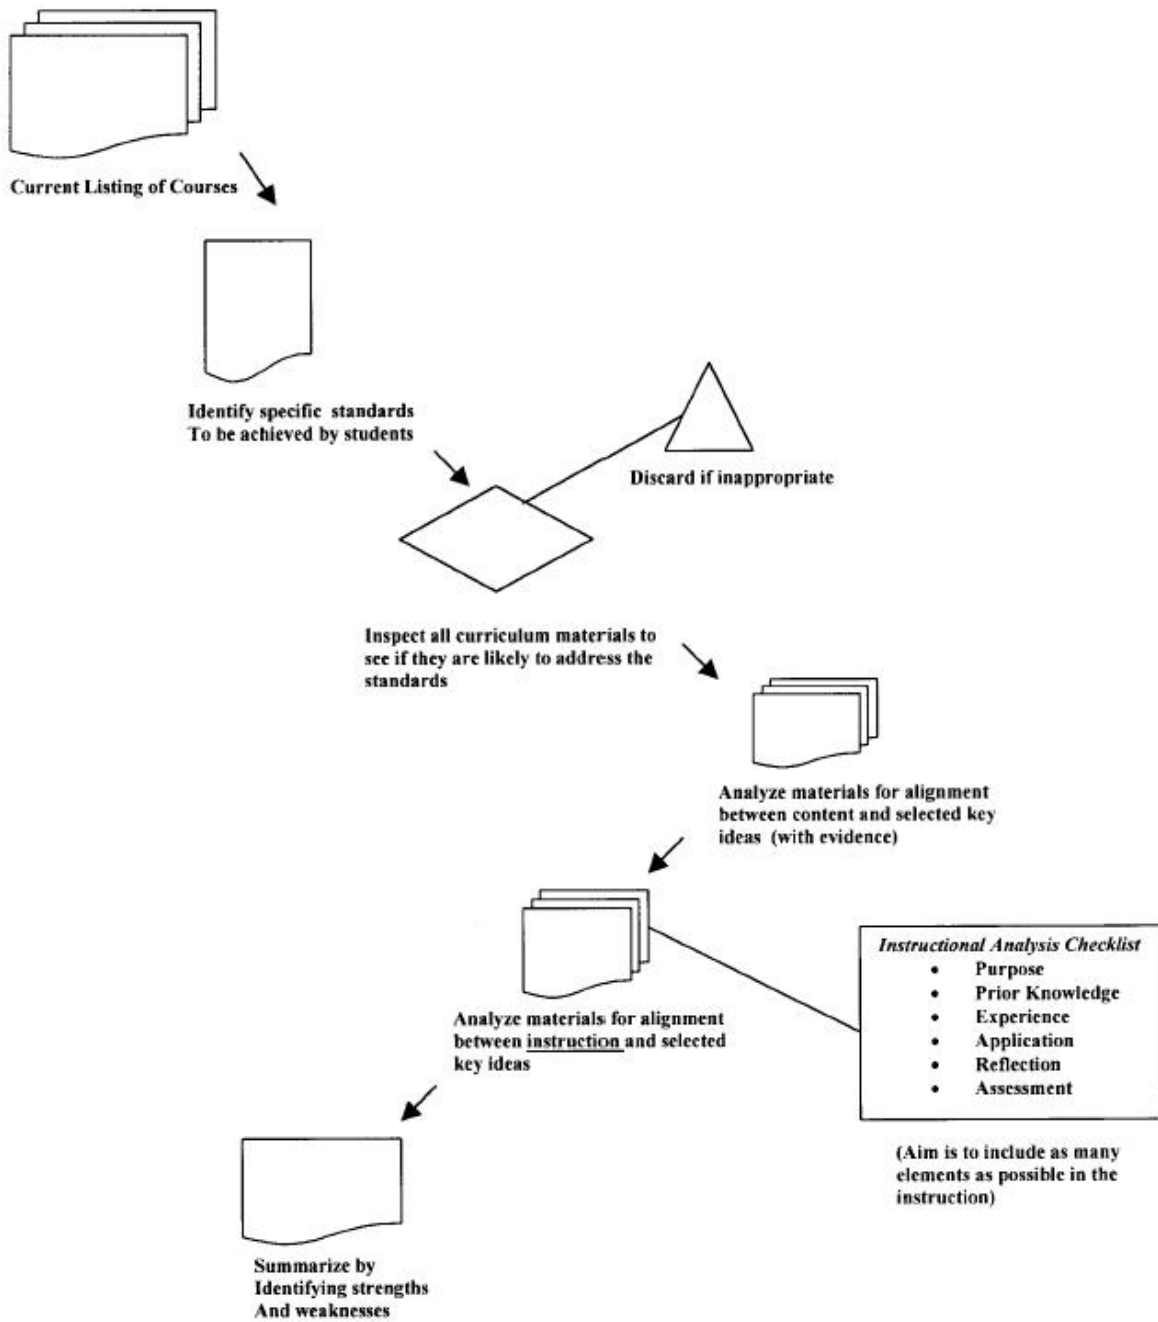 Current Listing of Courses
Identify specific standards
To be achieved by students
Discard if inappropriate
Inspect all curriculum materials to
see if they are likely to address the
standards
Analyze materials for alignment
between content and selected key
ideas (with evidence)
Analyze materials for alignment
between instruction and selected
key ideas
Instructional Analysis Checklist
• Purpose
• Prior Knowledge
• Experience
• Application
• Reflection
• Assessment
(Aim is to include as many
elements as possible in the
instruction)
Summarize by
Identifying strengths
And weaknesses